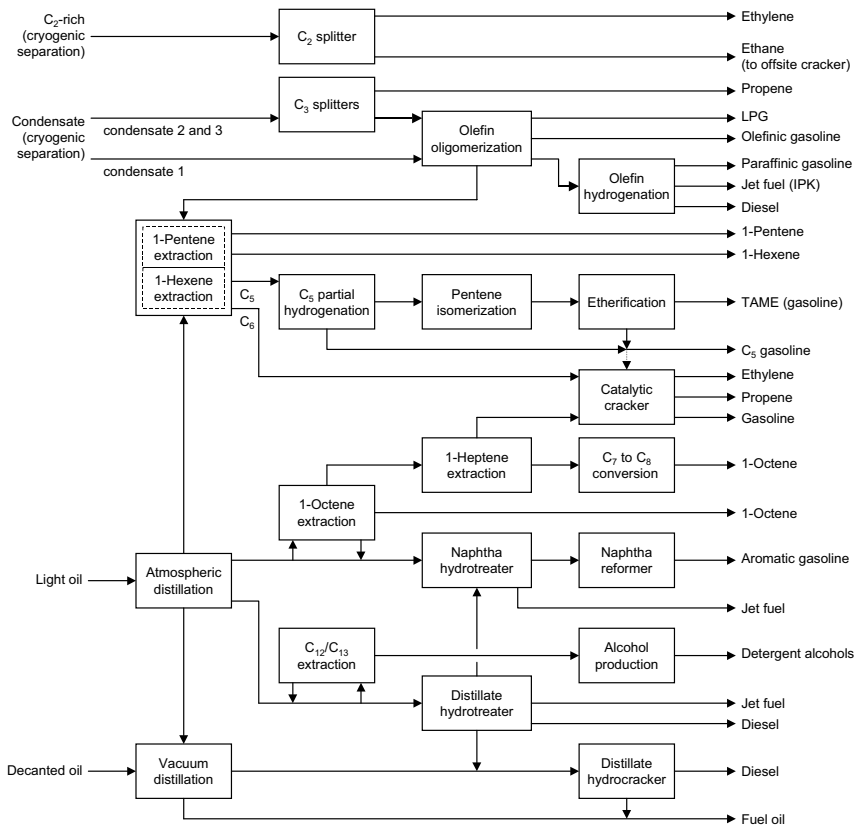 C₂-rich
(cryogenic
separation)
C₂ splitter
Ethylene
Ethane
(to offsite cracker)
Condensate
(cryogenic
separation)
condensate 2 and 3
condensate 1
C₃ splitters
Propene
Olefin
oligomerization
LPG
Olefinic gasoline
Olefin
hydrogenation
Paraffinic gasoline
Jet fuel (IPK)
Diesel
1-Pentene
extraction
1-Hexene
extraction
1-Pentene
1-Hexene
C₅
C₆
C₅ partial
hydrogenation
Pentene
isomerization
Etherification
TAME (gasoline)
C₅ gasoline
Catalytic
cracker
Ethylene
Propene
Gasoline
1-Heptene
extraction
C₇ to C₈
conversion
1-Octene
1-Octene
extraction
1-Octene
Light oil
Atmospheric
distillation
Naphtha
hydrotreater
Naphtha
reformer
Aromatic gasoline
Jet fuel
C₁₂/C₁₃
extraction
Alcohol
production
Detergent alcohols
Distillate
hydrotreater
Jet fuel
Diesel
Decanted oil
Vacuum
distillation
Distillate
hydrocracker
Diesel
Fuel oil